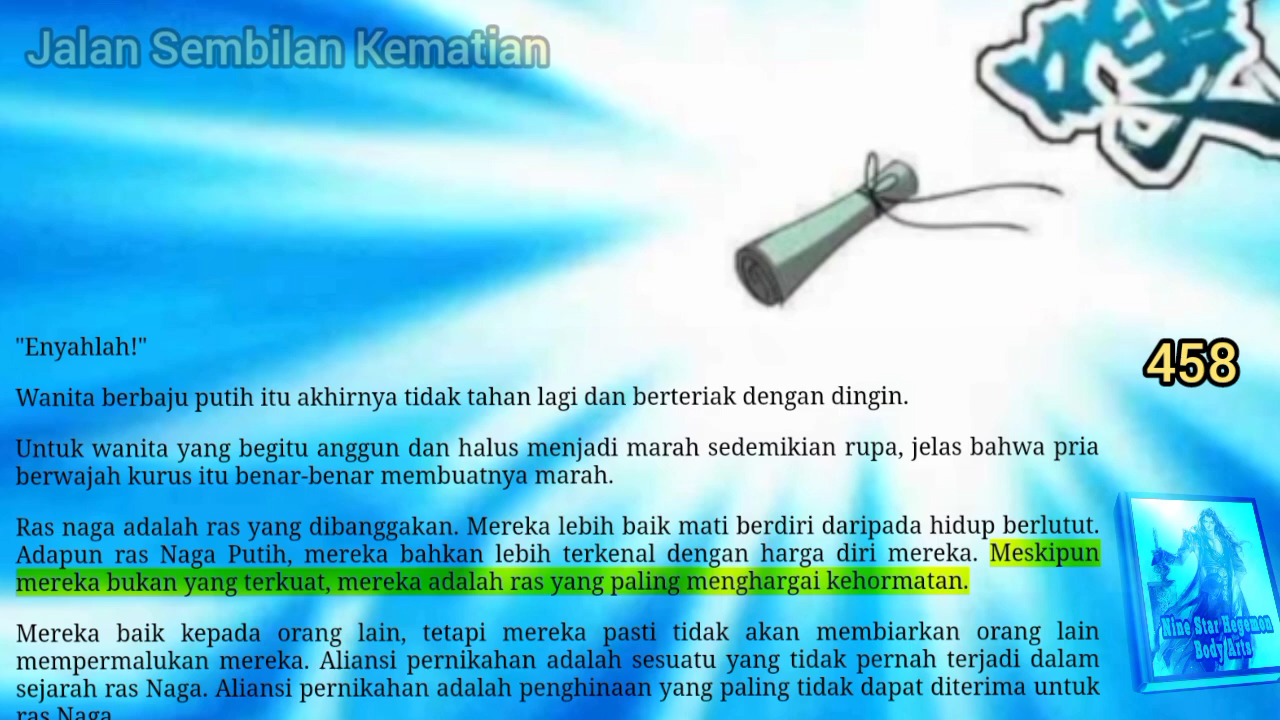 Jalan Sembilan Kematian
"Enyahlah!"
458
Wanita berbaju putih itu akhirnya tidak tahan lagi dan berteriak dengan dingin.
Untuk wanita yang begitu anggun dan halus menjadi marah sedemikian rupa, jelas bahwa pria
berwajah kurus itu benar-benar membuatnya marah.
Ras naga adalah ras yang dibanggakan. Mereka lebih baik mati berdiri daripada hidup berlutut.
Adapun ras Naga Putih, mereka bahkan lebih terkenal dengan harga diri mereka. Meskipun
mereka bukan yang terkuat, mereka adalah ras yang paling menghargai kehormatan.
Mereka baik kepada orang lain, tetapi mereka pasti tidak akan membiarkan orang lain
mempermalukan mereka. Aliansi pernikahan adalah sesuatu yang tidak pernah terjadi dalam
sejarah ras Naga. Aliansi pernikahan adalah penghinaan yang paling tidak dapat diterima untuk
ras Naga.
Nine Star Hegemon
Body Arts